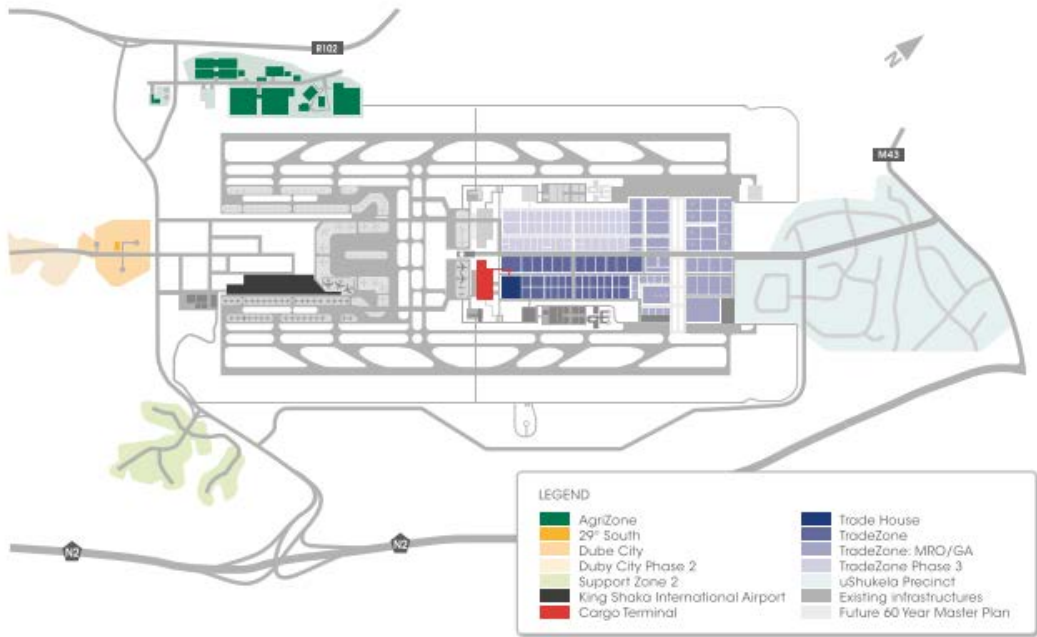 R102
N
M43
N2
N2
LEGEND
AgriZone
29° South
Dube City
Duby City Phase 2
Support Zone 2
King Shaka International Airport
Cargo Terminal
Trade House
TradeZone
TradeZone: MRO/GA
TradeZone Phase 3
uShukela Precinct
Existing infrastructures
Future 60 Year Master Plan